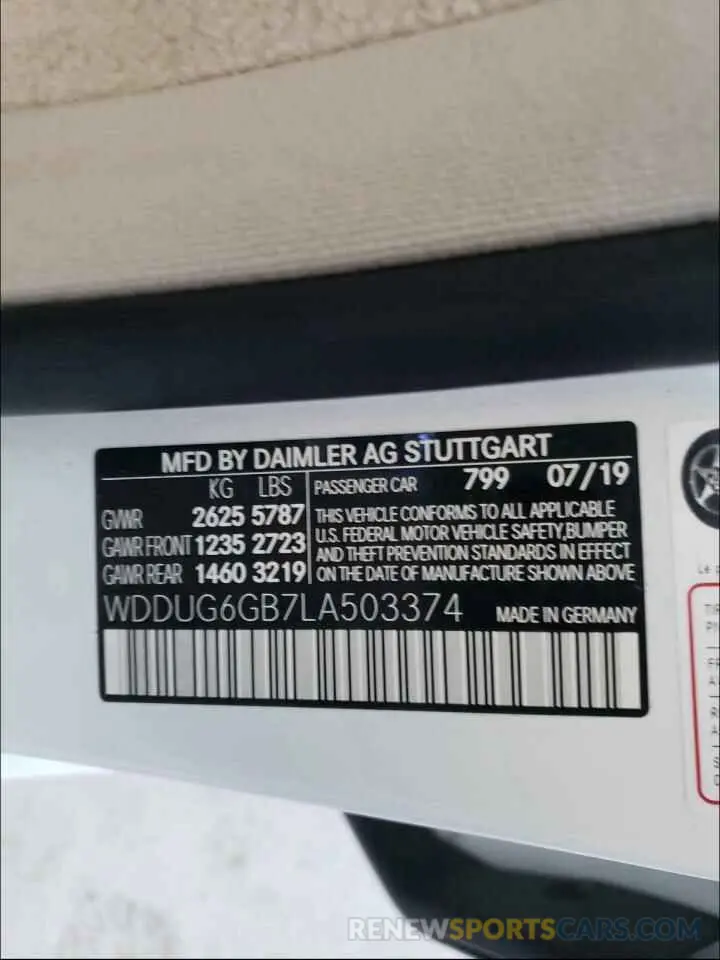 MFD BY DAIMLER AG STUTTGART
KG LBS
GVWR 2625 5787
GAWR FRONT 1235 2723
GAWR REAR 1460 3219
PASSENGER CAR 799 07/19
THIS VEHICLE CONFORMS TO ALL APPLICABLE
U.S. FEDERAL MOTOR VEHICLE SAFETY,BUMPER
AND THEFT PREVENTION STANDARDS IN EFFECT
ON THE DATE OF MANUFACTURE SHOWN ABOVE
WDDUG6GB7LA503374 MADE IN GERMANY
RENEWSPORTSCARS.COM